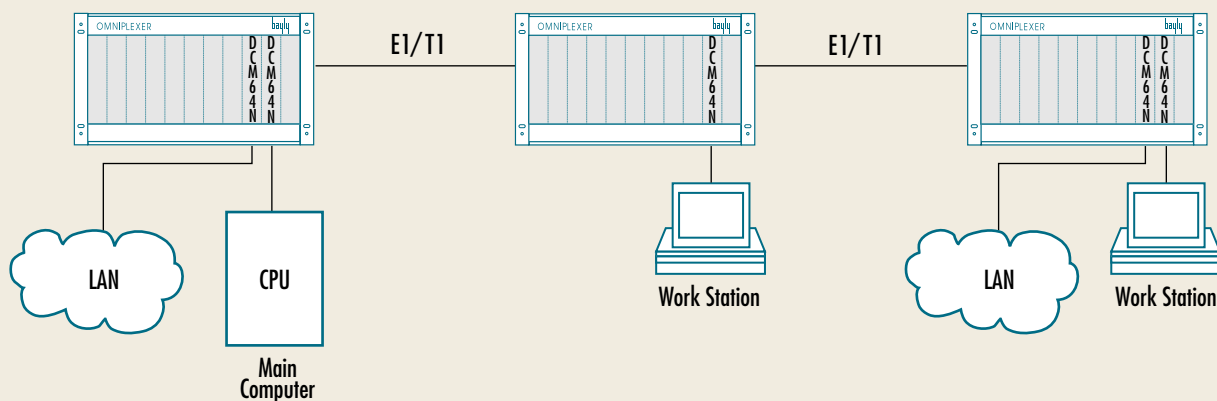 OMNIPLEXER bayly
DCM64N
DCM64N
E1/T1
OMNIPLEXER bayly
DCM64N
E1/T1
OMNIPLEXER bayly
DCM64N
DCM64N
LAN
CPU
Main
Computer
Work Station
LAN
Work Station